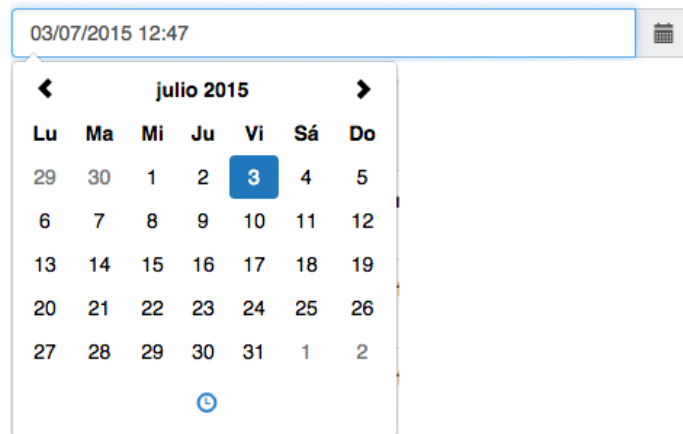 03/07/2015 12:47
julio 2015
Lu Ma Mi Ju Vi Sá Do
29 30 1 2 3 4 5
6 7 8 9 10 11 12
13 14 15 16 17 18 19
20 21 22 23 24 25 26
27 28 29 30 31 1 2